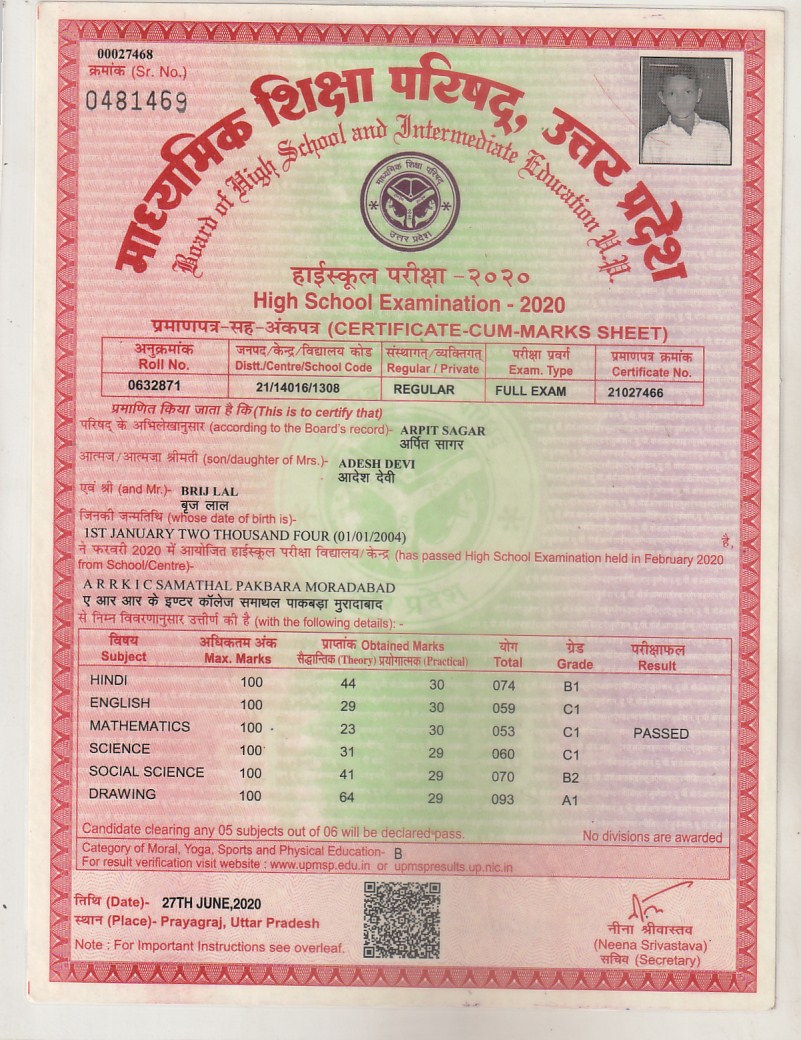 00027468
क्रमांक (Sr. No.)
0481469
माध्यमिक शिक्षा परिषद्, उत्तर प्रदेश
Board of High School and Intermediate Education U.P.
माध्यमिक शिक्षा परिषद्
उत्तर प्रदेश
हाईस्कूल परीक्षा – २०२०
High School Examination - 2020
प्रमाणपत्र-सह-अंकपत्र (CERTIFICATE-CUM-MARKS SHEET)
अनुक्रमांक जनपद/केन्द्र/विद्यालय कोड संस्थागत/व्यक्तिगत परीक्षा प्रवर्ग प्रमाणपत्र क्रमांक
Roll No. Distt./Centre/School Code Regular / Private Exam. Type Certificate No.
0632871 21/14016/1308 REGULAR FULL EXAM 21027466
प्रमाणित किया जाता है कि (This is to certify that)
परिषद् के अभिलेखानुसार (according to the Board's record)- ARPIT SAGAR
अर्पित सागर
आत्मज/आत्मजा श्रीमती (son/daughter of Mrs.)- ADESH DEVI
आदेश देवी
एवं श्री (and Mr.)- BRIJ LAL
बृज लाल
जिनकी जन्मतिथि (whose date of birth is)-
1ST JANUARY TWO THOUSAND FOUR (01/01/2004) है,
ने फरवरी 2020 में आयोजित हाईस्कूल परीक्षा विद्यालय/केन्द्र (has passed High School Examination held in February 2020
from School/Centre)-
A R R K I C SAMATHAL PAKBARA MORADABAD
ए आर आर के इण्टर कॉलेज समाथल पाकबड़ा मुरादाबाद
से निम्न विवरणानुसार उत्तीर्ण की है (with the following details): -
विषय अधिकतम अंक प्राप्तांक Obtained Marks योग ग्रेड परीक्षाफल
Subject Max. Marks सैद्धान्तिक (Theory) प्रयोगात्मक (Practical) Total Grade Result
HINDI 100 44 30 074 B1
ENGLISH 100 29 30 059 C1
MATHEMATICS 100 23 30 053 C1 PASSED
SCIENCE 100 31 29 060 C1
SOCIAL SCIENCE 100 41 29 070 B2
DRAWING 100 64 29 093 A1
Candidate clearing any 05 subjects out of 06 will be declared pass. No divisions are awarded
Category of Moral, Yoga, Sports and Physical Education- B
For result verification visit website : www.upmsp.edu.in or upmspresults.up.nic.in
तिथि (Date)- 27TH JUNE,2020
स्थान (Place)- Prayagraj, Uttar Pradesh
Note : For Important Instructions see overleaf.
नीना श्रीवास्तव
(Neena Srivastava)
सचिव (Secretary)